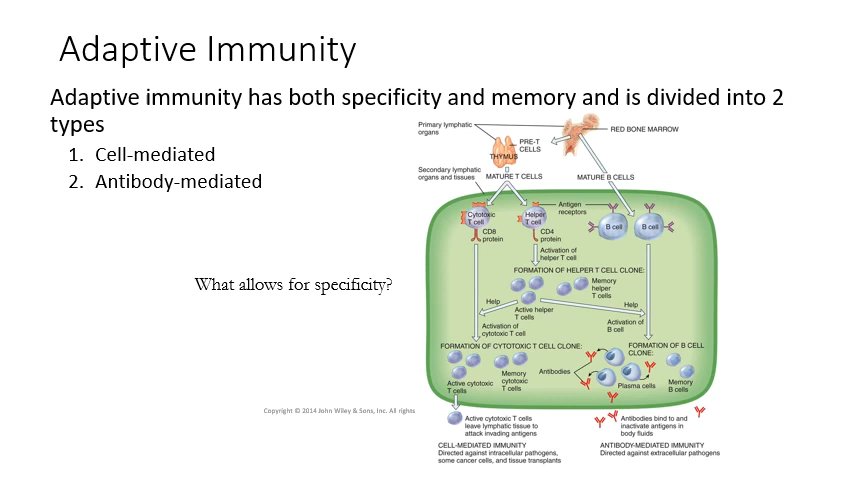 Adaptive Immunity
Adaptive immunity has both specificity and memory and is divided into 2
types
1. Cell-mediated
2. Antibody-mediated
What allows for specificity?
Copyright © 2014 John Wiley & Sons, Inc. All rights
Primary lymphatic
organs
RED BONE MARROW
PRE-T
CELLS
THYMUS
Secondary lymphatic
organs and tissues
MATURE T CELLS
MATURE B CELLS
Cytotoxic
T cell
Helper
T cell
Antigen
receptors
B cell
B cell
CD8
protein
CD4
protein
Activation of
helper T cell
FORMATION OF HELPER T CELL CLONE:
Memory
helper
T cells
Help
Active helper
T cells
Help
Activation of
cytotoxic T cell
Activation of
B cell
FORMATION OF CYTOTOXIC T CELL CLONE:
FORMATION OF B CELL
CLONE:
Active cytotoxic
T cells
Memory
cytotoxic
T cells
Antibodies
Plasma cells
Memory
B cells
Active cytotoxic T cells
leave lymphatic tissue to
attack invading antigens
Antibodies bind to and
inactivate antigens in
body fluids
CELL-MEDIATED IMMUNITY
Directed against intracellular pathogens,
some cancer cells, and tissue transplants
ANTIBODY-MEDIATED IMMUNITY
Directed against extracellular pathogens